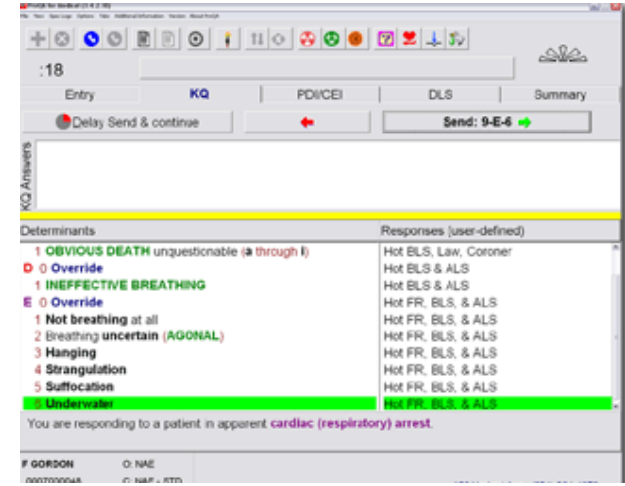 :18
Entry
KQ
PDI/CEI
DLS
Summary
Delay Send & continue
Send: 9-E-6
KQ Answers
Determinants
Responses (user-defined)
1 OBVIOUS DEATH unquestionable (a through l) Hot BLS, Law, Coroner
D 0 Override Hot BLS & ALS
1 INEFFECTIVE BREATHING Hot BLS & ALS
E 0 Override Hot FR, BLS, & ALS
1 Not breathing at all Hot FR, BLS, & ALS
2 Breathing uncertain (AGONAL) Hot FR, BLS, & ALS
3 Hanging Hot FR, BLS, & ALS
4 Strangulation Hot FR, BLS, & ALS
5 Suffocation Hot FR, BLS, & ALS
6 Underwater Hot FR, BLS, & ALS
You are responding to a patient in apparent cardiac (respiratory) arrest.
F GORDON O: NAE